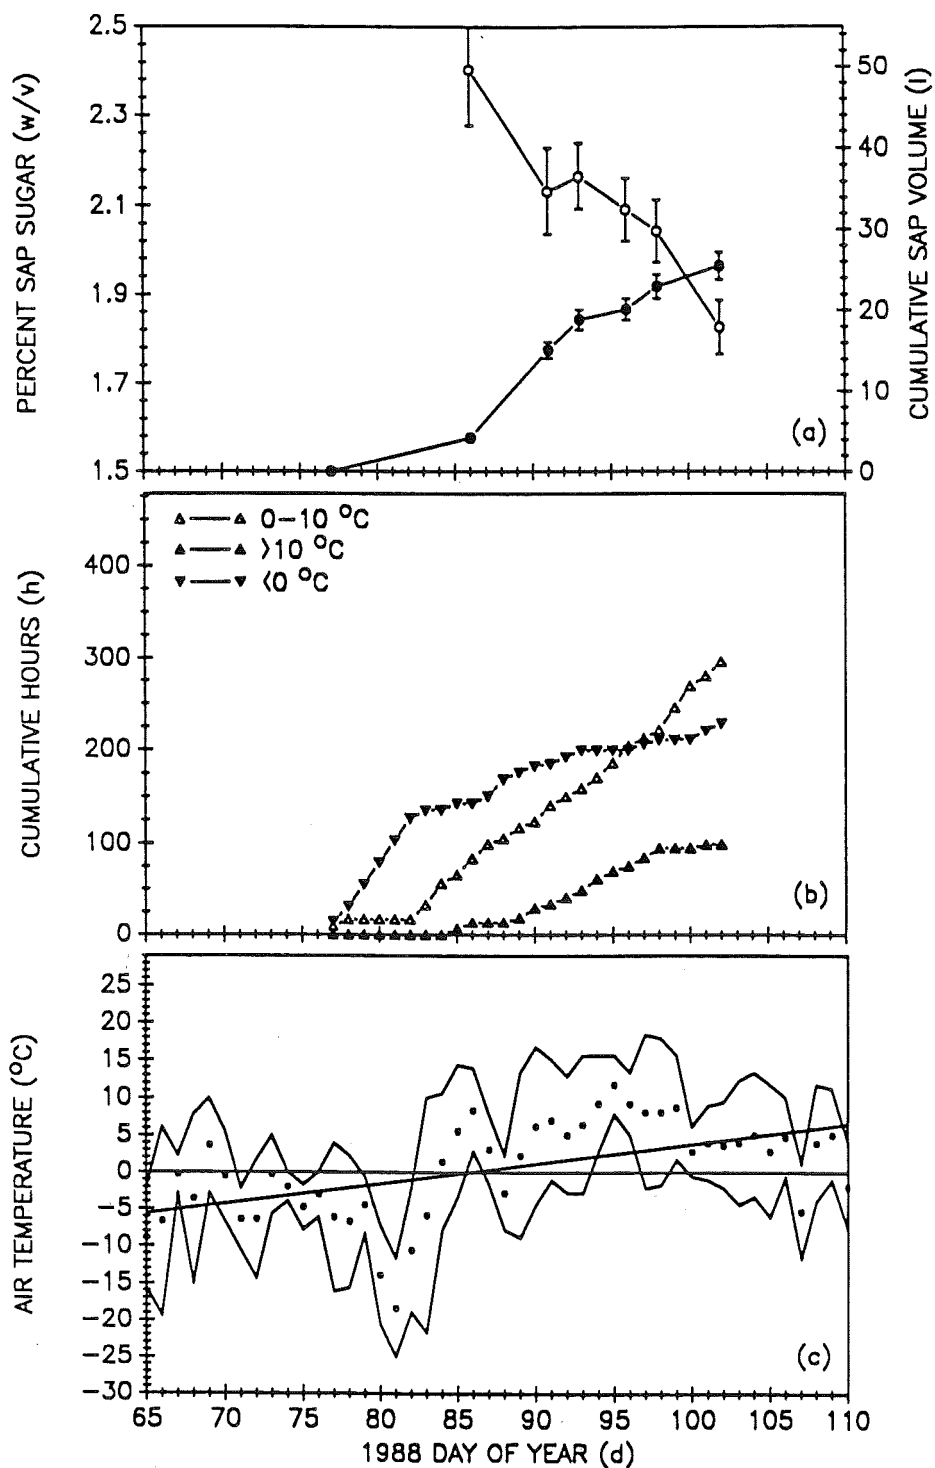 2.5
2.3
2.1
1.9
1.7
1.5
PERCENT SAP SUGAR (w/v)
50
40
30
20
10
0
CUMULATIVE SAP VOLUME (l)
(a)
0–10 °C
>10 °C
<0 °C
400
300
200
100
0
CUMULATIVE HOURS (h)
(b)
25
20
15
10
5
0
−5
−10
−15
−20
−25
−30
AIR TEMPERATURE (°C)
(c)
65 70 75 80 85 90 95 100 105 110
1988 DAY OF YEAR (d)